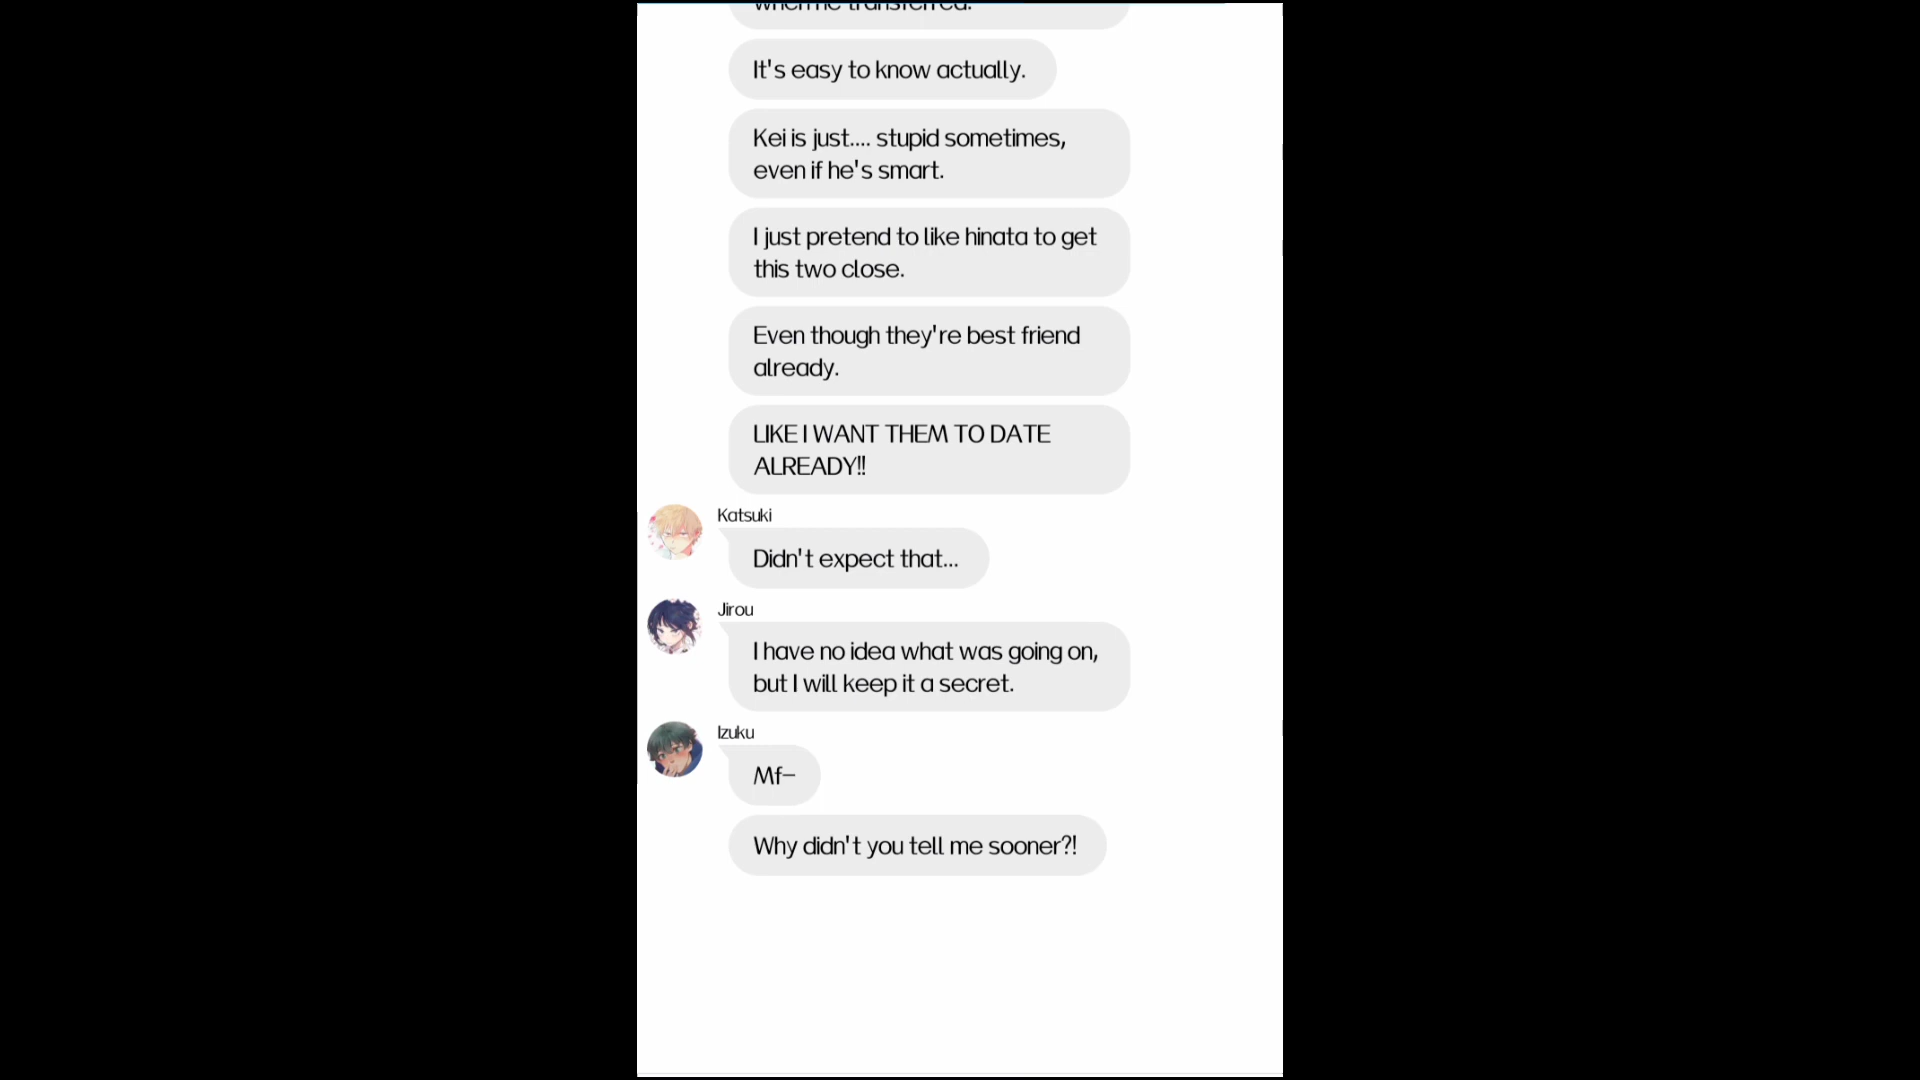 when he transferred.
It's easy to know actually.
Kei is just.... stupid sometimes,
even if he's smart.
I just pretend to like hinata to get
this two close.
Even though they're best friend
already.
LIKE I WANT THEM TO DATE
ALREADY!!
Katsuki
Didn't expect that...
Jirou
I have no idea what was going on,
but I will keep it a secret.
Izuku
Mf-
Why didn't you tell me sooner?!